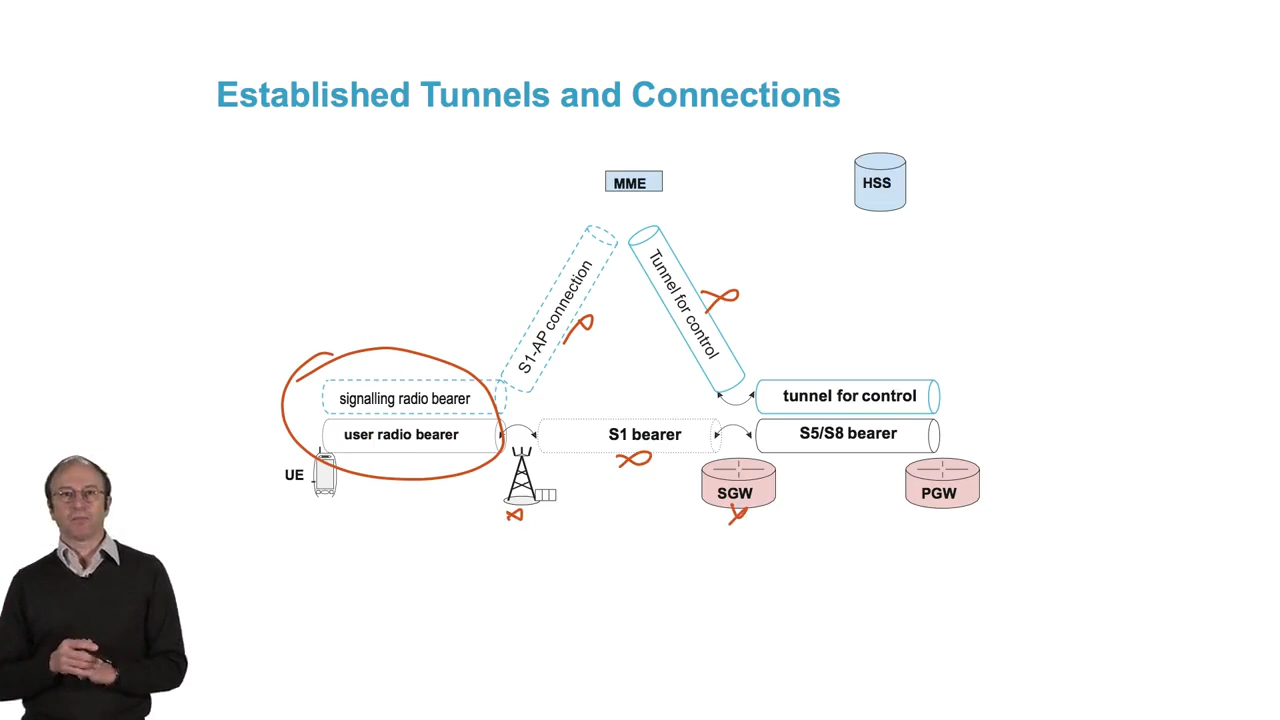 Established Tunnels and Connections
MME
HSS
S1-AP connection
Tunnel for control
signalling radio bearer
tunnel for control
user radio bearer
S1 bearer
S5/S8 bearer
UE
SGW
PGW